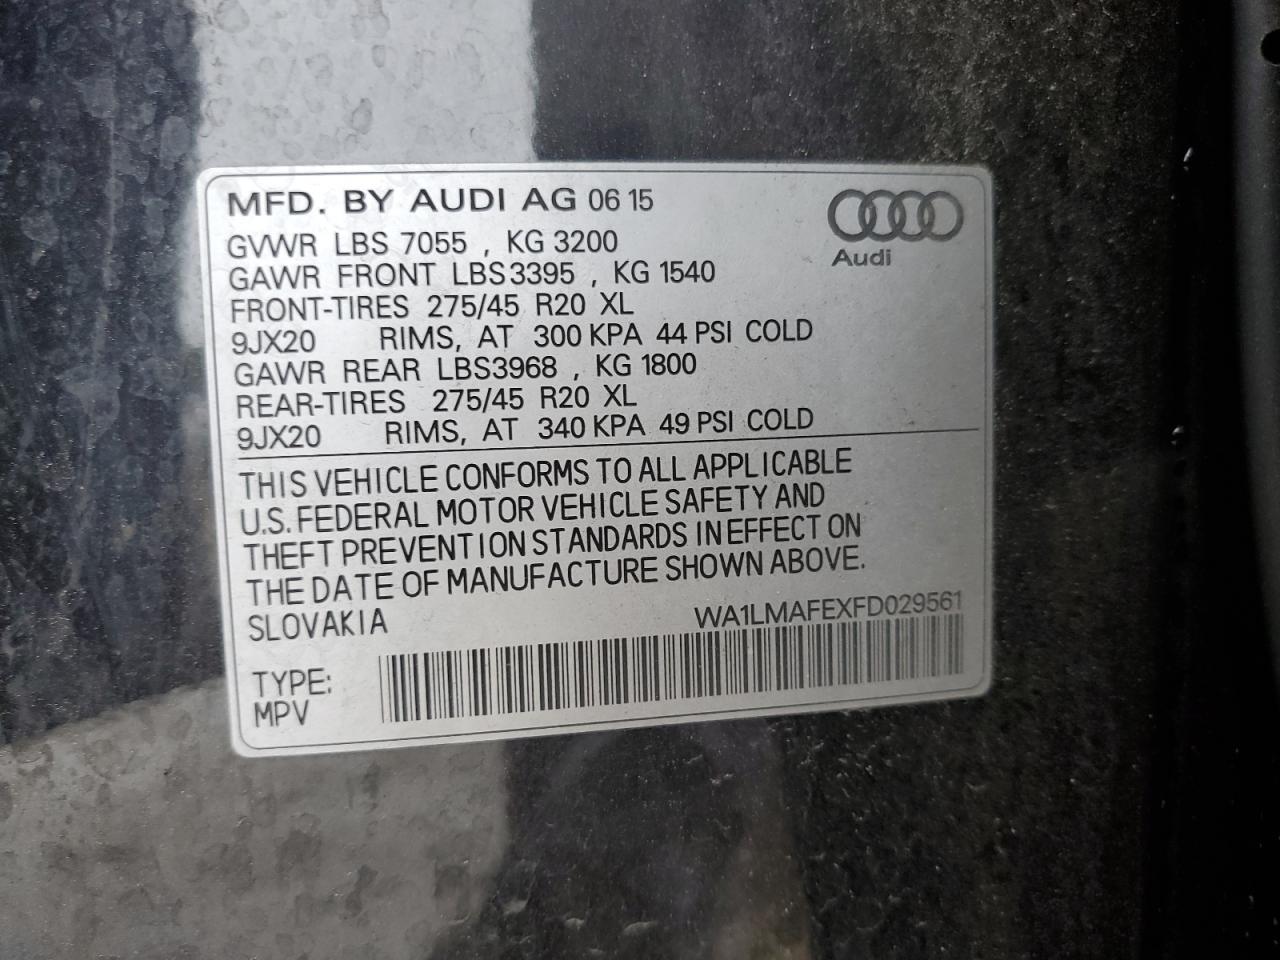 MFD. BY AUDI AG 06 15
Audi
GVWR LBS 7055 , KG 3200
GAWR FRONT LBS3395 , KG 1540
FRONT-TIRES 275/45 R20 XL
9JX20 RIMS, AT 300 KPA 44 PSI COLD
GAWR REAR LBS3968 , KG 1800
REAR-TIRES 275/45 R20 XL
9JX20 RIMS, AT 340 KPA 49 PSI COLD
THIS VEHICLE CONFORMS TO ALL APPLICABLE
U.S. FEDERAL MOTOR VEHICLE SAFETY AND
THEFT PREVENTION STANDARDS IN EFFECT ON
THE DATE OF MANUFACTURE SHOWN ABOVE.
SLOVAKIA
WA1LMAFEXFD029561
TYPE:
MPV